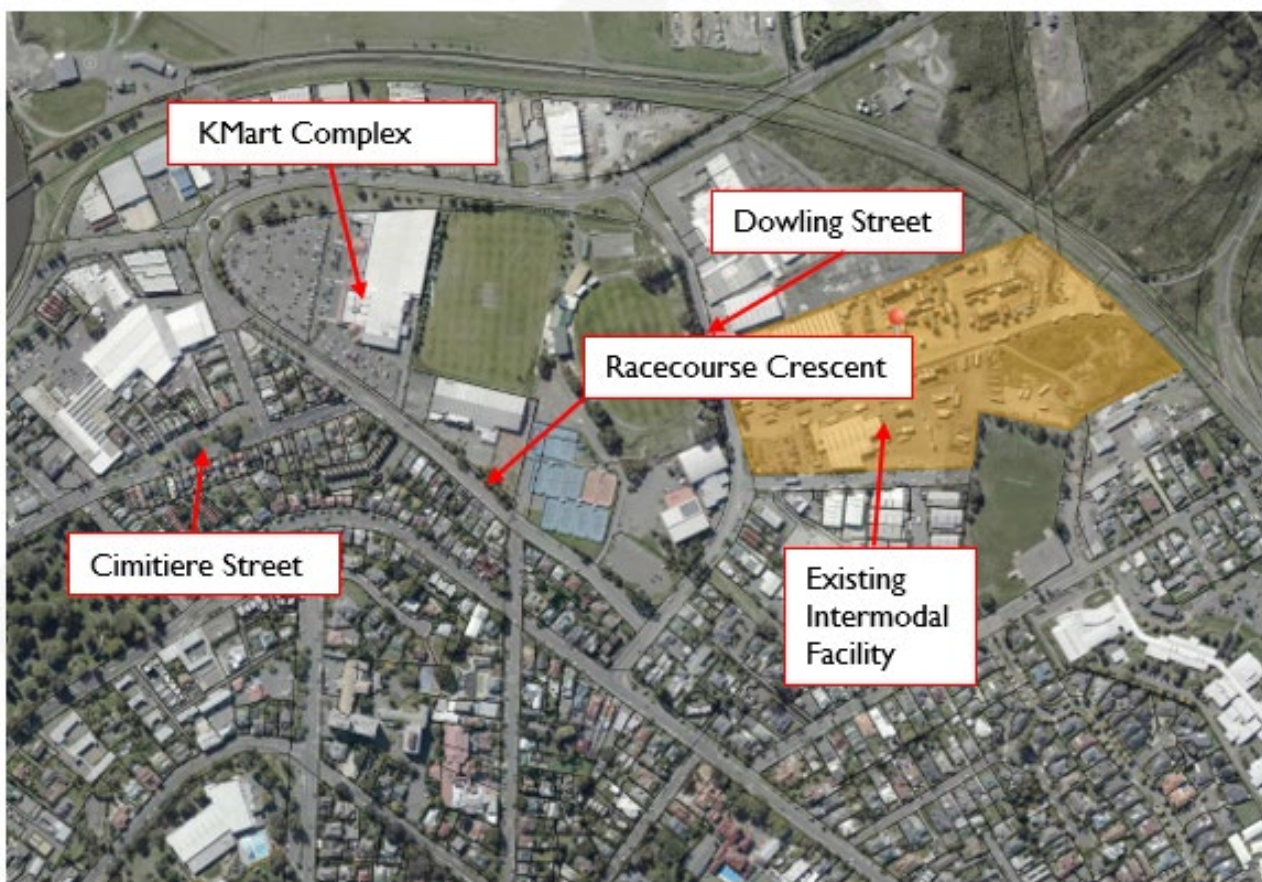 KMart Complex
Dowling Street
Racecourse Crescent
Cimitiere Street
Existing
Intermodal
Facility